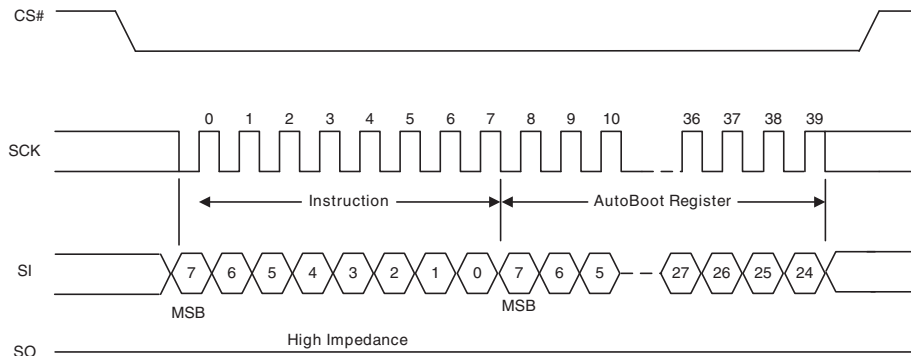 CS#
0 1 2 3 4 5 6 7 8 9 10 36 37 38 39
SCK
Instruction AutoBoot Register
SI 7 6 5 4 3 2 1 0 7 6 5 27 26 25 24
MSB MSB
High Impedance
SO